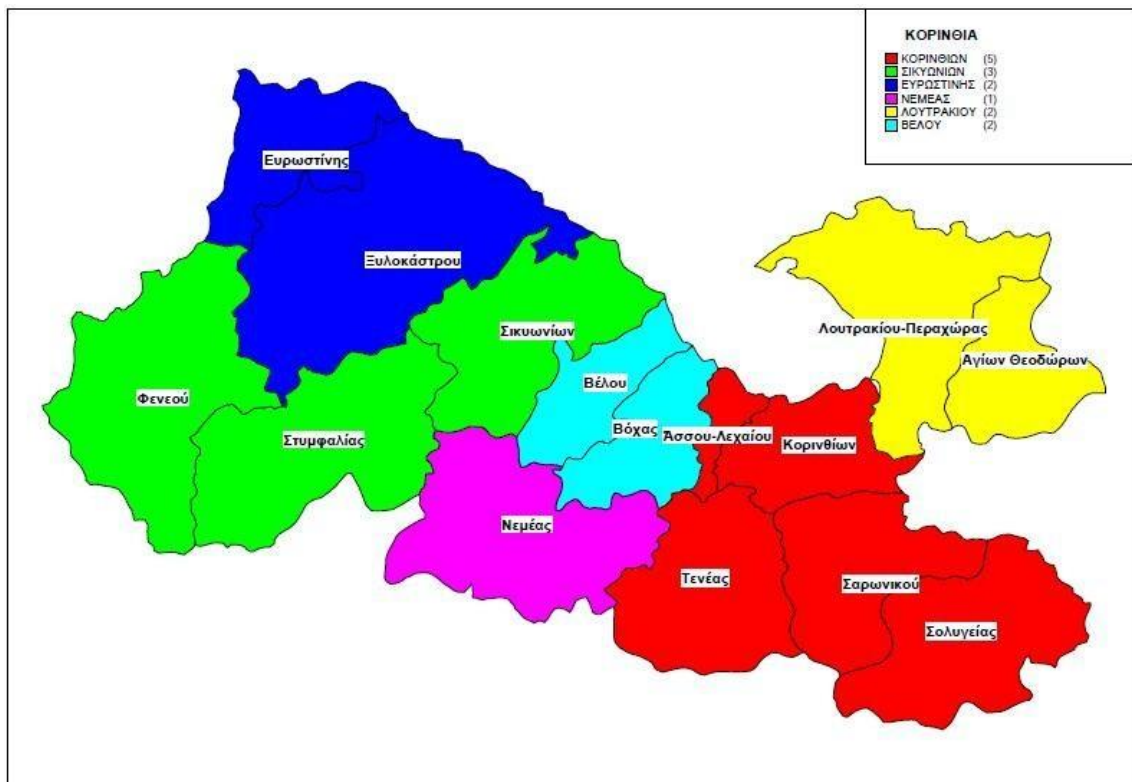 ΚΟΡΙΝΘΙΑ
ΚΟΡΙΝΘΙΩΝ (5)
ΣΙΚΥΩΝΙΩΝ (3)
ΕΥΡΩΣΤΙΝΗΣ (2)
ΝΕΜΕΑΣ (1)
ΛΟΥΤΡΑΚΙΟΥ (2)
ΒΕΛΟΥ (2)
Ευρωστίνης
Ξυλοκάστρου
Σικυωνίων
Λουτρακίου-Περαχώρας
Αγίων Θεοδώρων
Φενεού
Βέλου
Στυμφαλίας
Βόχας
Άσσου-Λεχαίου
Κορινθίων
Νεμέας
Τενέας
Σαρωνικού
Σολυγείας